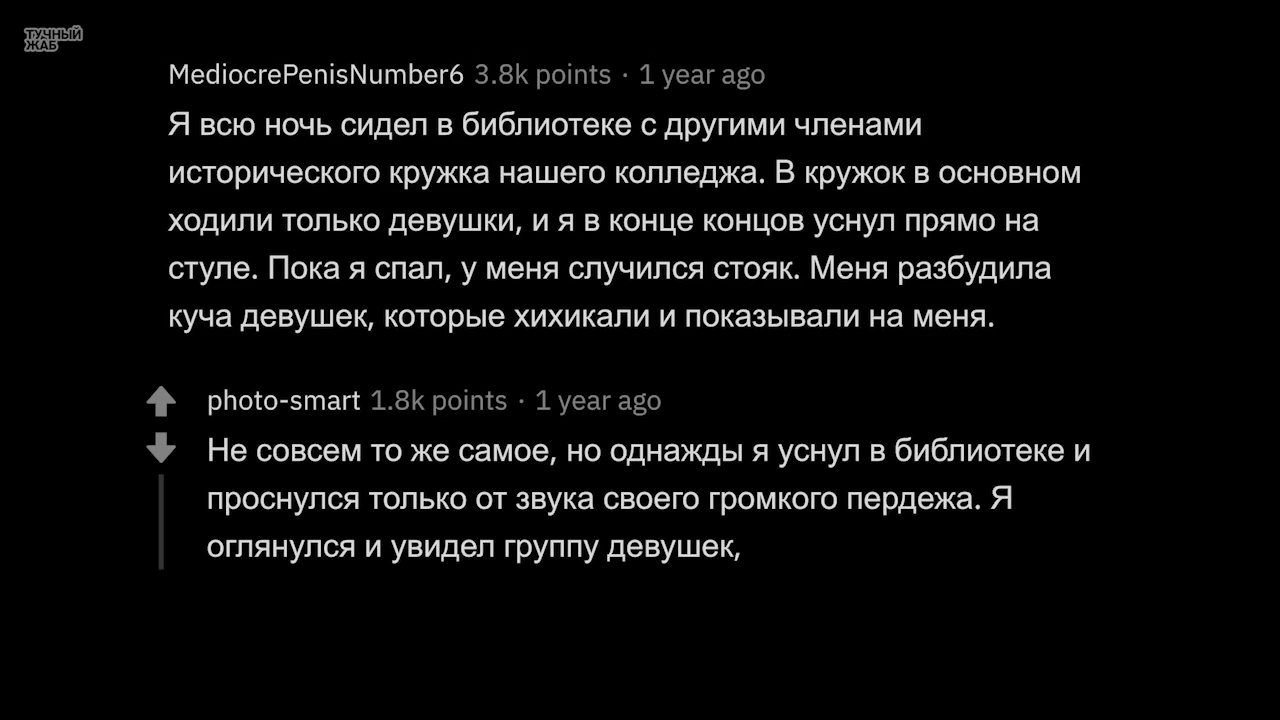 ТУЧНЫЙ
ЖАБ
MediocrePenisNumber6 3.8k points · 1 year ago
Я всю ночь сидел в библиотеке с другими членами
исторического кружка нашего колледжа. В кружок в основном
ходили только девушки, и я в конце концов уснул прямо на
стуле. Пока я спал, у меня случился стояк. Меня разбудила
куча девушек, которые хихикали и показывали на меня.
photo-smart 1.8k points · 1 year ago
Не совсем то же самое, но однажды я уснул в библиотеке и
проснулся только от звука своего громкого пердежа. Я
оглянулся и увидел группу девушек,